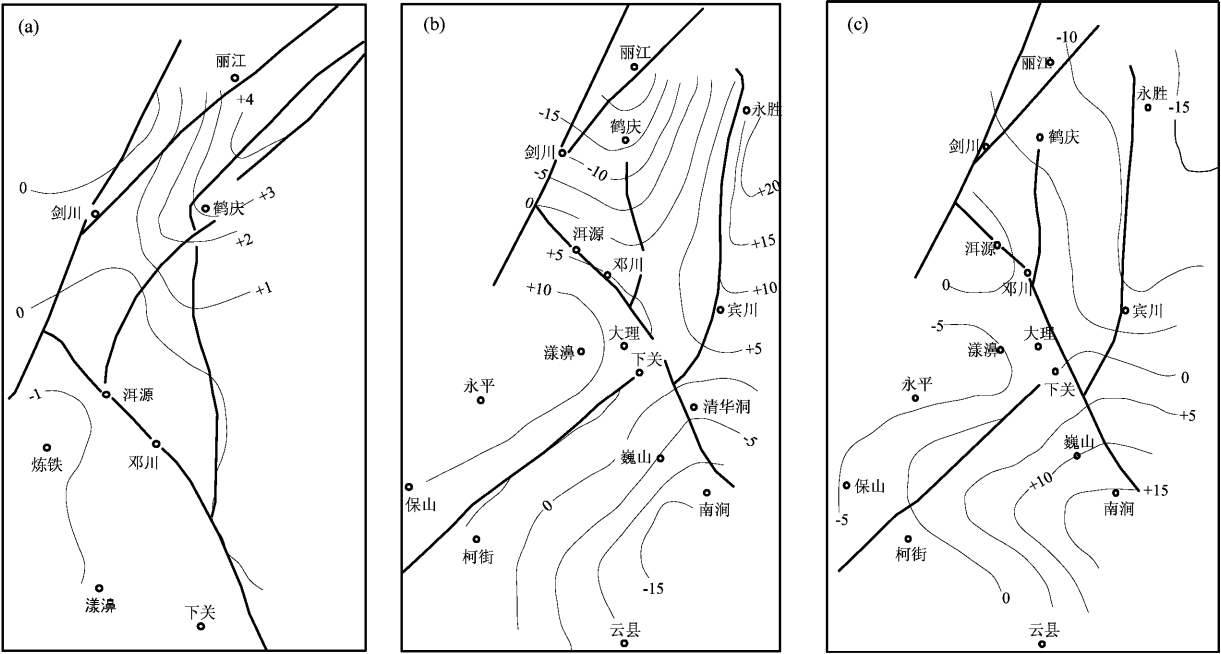 (a)
丽江
+4
0
剑川
鹤庆
+3
+2
+1
0
-1
洱源
炼铁
邓川
漾濞
下关
(b)
丽江
-15
鹤庆
永胜
剑川
-10
-5
+20
0
洱源
+15
+5
邓川
+10
+10
宾川
大理
漾濞
+5
下关
永平
清华洞
-5
巍山
保山
0
南涧
柯街
-15
云县
(c)
-10
丽江
永胜
-15
鹤庆
剑川
洱源
0
邓川
宾川
-5
大理
漾濞
0
下关
永平
+5
巍山
+10
保山
+15
南涧
-5
柯街
0
云县